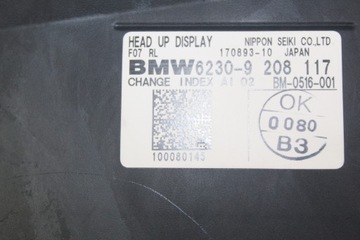 HEAD UP DISPLAY NIPPON SEIKI CO.,LTD
F07 RL 170893-10 JAPAN
BMW6230-9 208 117
CHANGE INDEX AI 02 BM-0516-001
OK
0080
B3
100080145